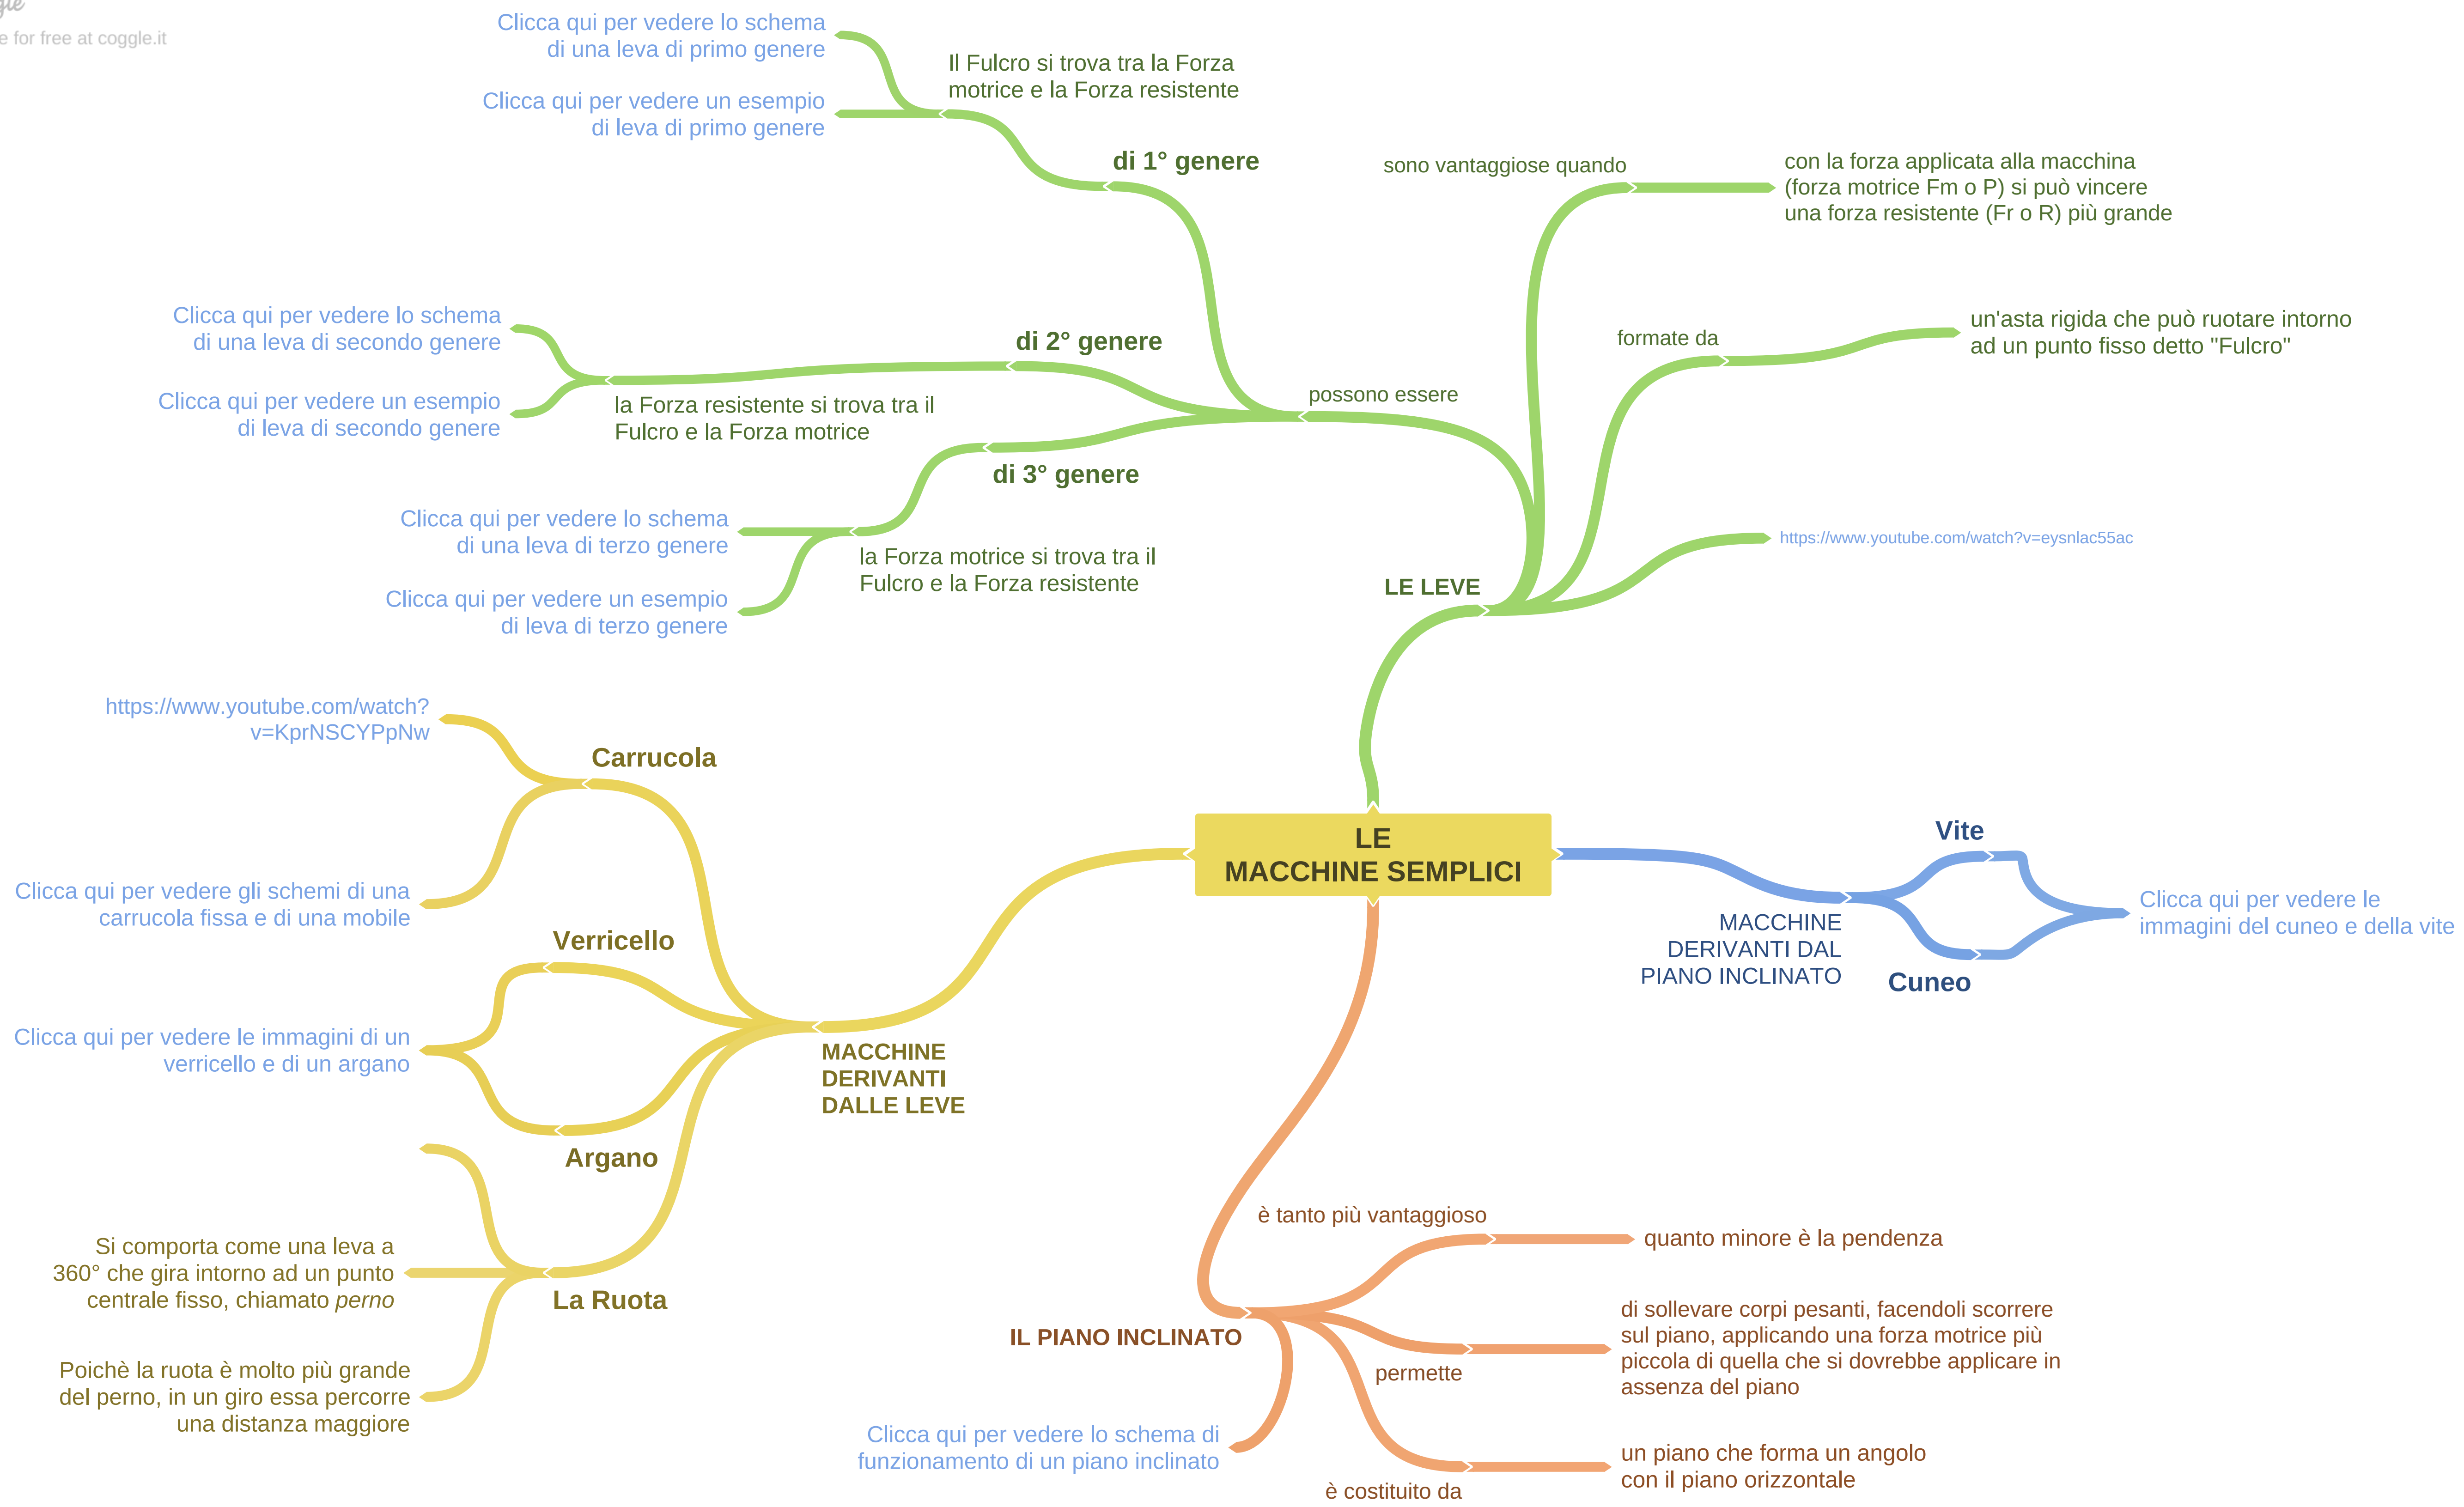 e for free at coggle.it
Clicca qui per vedere lo schema
di una leva di primo genere
Clicca qui per vedere un esempio
di leva di primo genere
Il Fulcro si trova tra la Forza
motrice e la Forza resistente
di 1° genere
sono vantaggiose quando
con la forza applicata alla macchina
(forza motrice Fm o P) si può vincere
una forza resistente (Fr o R) più grande
Clicca qui per vedere lo schema
di una leva di secondo genere
Clicca qui per vedere un esempio
di leva di secondo genere
di 2° genere
la Forza resistente si trova tra il
Fulcro e la Forza motrice
possono essere
formate da
un'asta rigida che può ruotare intorno
ad un punto fisso detto "Fulcro"
di 3° genere
Clicca qui per vedere lo schema
di una leva di terzo genere
Clicca qui per vedere un esempio
di leva di terzo genere
la Forza motrice si trova tra il
Fulcro e la Forza resistente
https://www.youtube.com/watch?v=eysnlac55ac
LE LEVE
https://www.youtube.com/watch?
v=KprNSCYPpNw
Carrucola
Clicca qui per vedere gli schemi di una
carrucola fissa e di una mobile
Verricello
Clicca qui per vedere le immagini di un
verricello e di un argano
Argano
MACCHINE
DERIVANTI
DALLE LEVE
Si comporta come una leva a
360° che gira intorno ad un punto
centrale fisso, chiamato perno
La Ruota
Poichè la ruota è molto più grande
del perno, in un giro essa percorre
una distanza maggiore
LE
MACCHINE SEMPLICI
Vite
MACCHINE
DERIVANTI DAL
PIANO INCLINATO
Cuneo
Clicca qui per vedere le
immagini del cuneo e della vite
è tanto più vantaggioso
quanto minore è la pendenza
IL PIANO INCLINATO
permette
di sollevare corpi pesanti, facendoli scorrere
sul piano, applicando una forza motrice più
piccola di quella che si dovrebbe applicare in
assenza del piano
Clicca qui per vedere lo schema di
funzionamento di un piano inclinato
è costituito da
un piano che forma un angolo
con il piano orizzontale